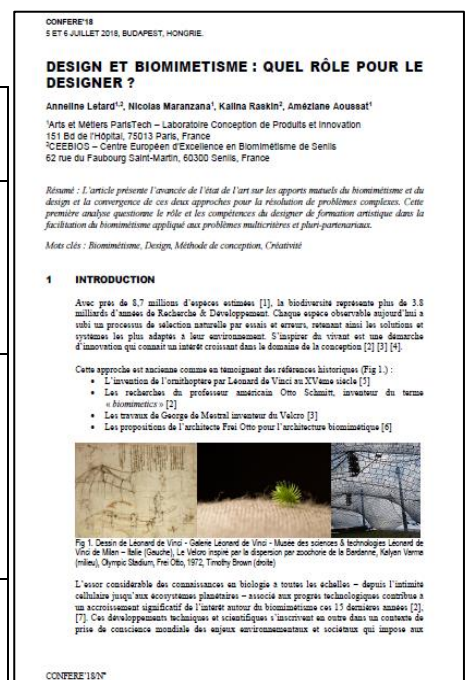 CONFERE'18
5 ET 6 JUILLET 2018, BUDAPEST, HONGRIE.
DESIGN ET BIOMIMETISME : QUEL RÔLE POUR LE
DESIGNER ?
Anneline Letard¹,², Nicolas Maranzana¹, Kalina Raskin², Améziane Aoussat¹
¹Arts et Métiers ParisTech – Laboratoire Conception de Produits et Innovation
151 Bd de l'Hôpital, 75013 Paris, France
²CEEBIOS – Centre Européen d'Excellence en Biomimétisme de Senlis
62 rue du Faubourg Saint-Martin, 60300 Senlis, France
Résumé : L'article présente l'avancée de l'état de l'art sur les apports mutuels du biomimétisme et du
design et la convergence de ces deux approches pour la résolution de problèmes complexes. Cette
première analyse questionne le rôle et les compétences du designer de formation artistique dans la
facilitation du biomimétisme appliqué aux problèmes multicritères et pluri-partenariaux.
Mots clés : Biomimétisme, Design, Méthode de conception, Créativité
1 INTRODUCTION
Avec près de 8,7 millions d'espèces estimées [1], la biodiversité représente plus de 3.8
milliards d'années de Recherche & Développement. Chaque espèce observable aujourd'hui a
subi un processus de sélection naturelle par essais et erreurs, retenant ainsi les solutions et
systèmes les plus adaptés à leur environnement. S'inspirer du vivant est une démarche
d'innovation qui connait un intérêt croissant dans le domaine de la conception [2] [3] [4].
Cette approche est ancienne comme en témoignent des références historiques (Fig 1.) :
• L'invention de l'ornithoptère par Léonard de Vinci au XVème siècle [5]
• Les recherches du professeur américain Otto Schmitt, inventeur du terme
« biomimetics » [2]
• Les travaux de George de Mestral inventeur du Velcro [3]
• Les propositions de l'architecte Frei Otto pour l'architecture biomimétique [6]
Fig 1. Dessin de Léonard de Vinci - Galerie Léonard de Vinci - Musée des sciences & technologies Léonard de
Vinci de Milan – Italie (Gauche), Le Velcro inspiré par la dispersion par zoochorie de la Bardanne, Kalyan Varma
(milieu), Olympic Stadium, Frei Otto, 1972, Timothy Brown (droite)
L'essor considérable des connaissances en biologie à toutes les échelles – depuis l'intimité
cellulaire jusqu'aux écosystèmes planétaires – associé aux progrès technologiques contribue à
un accroissement significatif de l'intérêt autour du biomimétisme ces 15 dernières années [2],
[7]. Ces développements techniques et scientifiques s'inscrivent en outre dans un contexte de
prise de conscience mondiale des enjeux environnementaux et sociétaux qui impose aux
CONFERE'18/N°